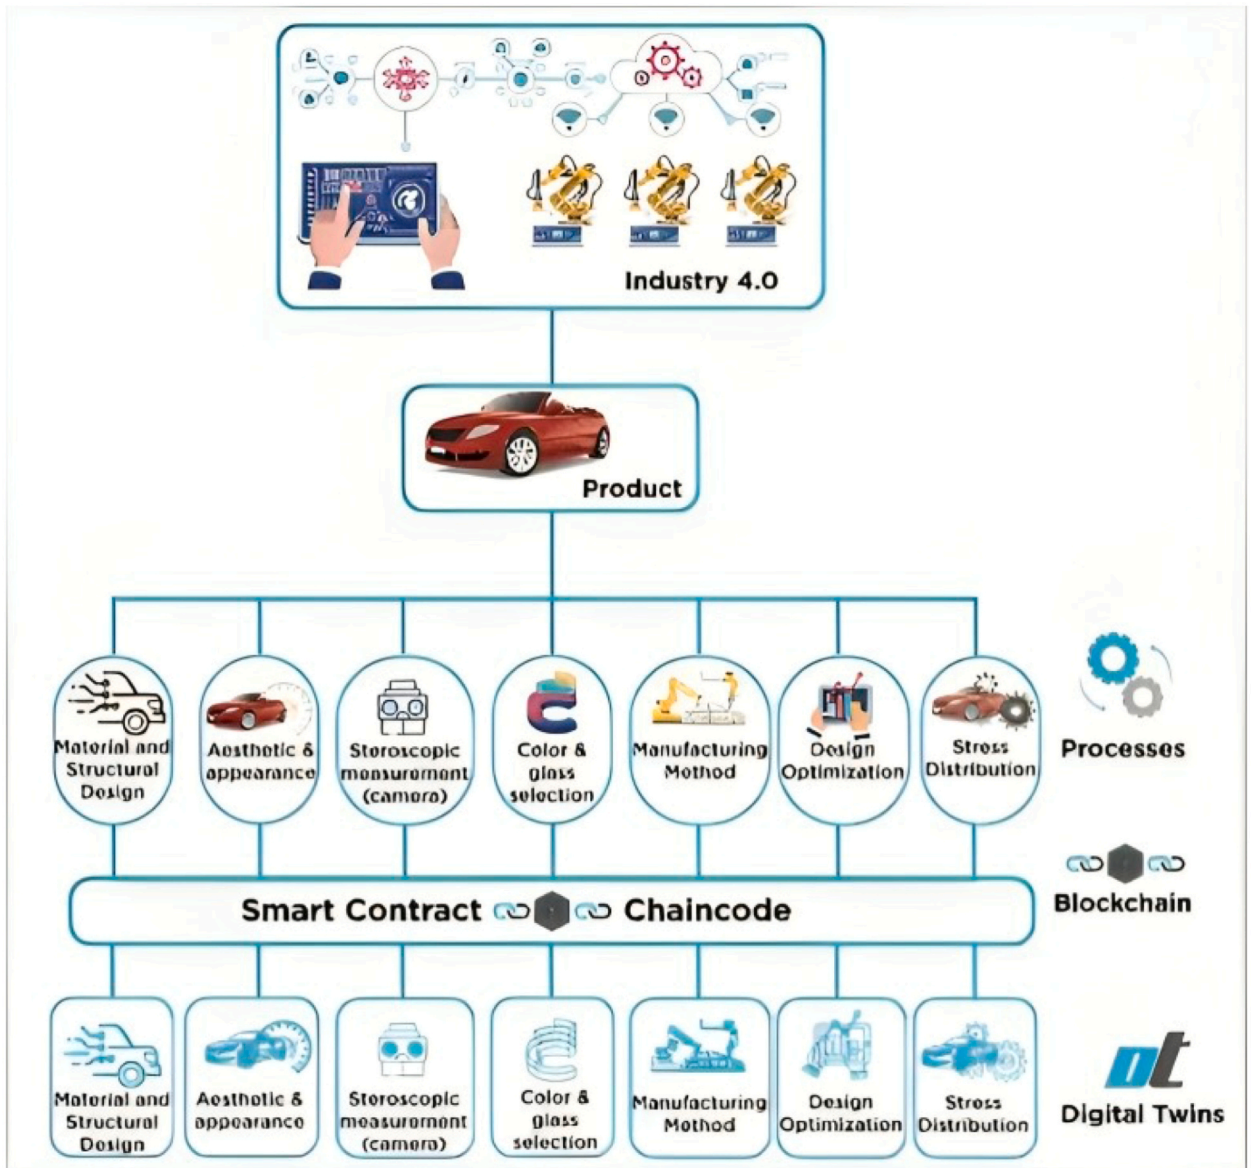 Industry 4.0
Product
Material and
Structural
Design
Aesthetic &
appearance
Steroscopic
measurement
(camera)
Color &
glass
selection
Manufacturing
Method
Design
Optimization
Stress
Distribution
Processes
Smart Contract Chaincode
Blockchain
Material and
Structural
Design
Aesthetic &
appearance
Steroscopic
measurement
(camera)
Color &
glass
selection
Manufacturing
Method
Design
Optimization
Stress
Distribution
DT
Digital Twins